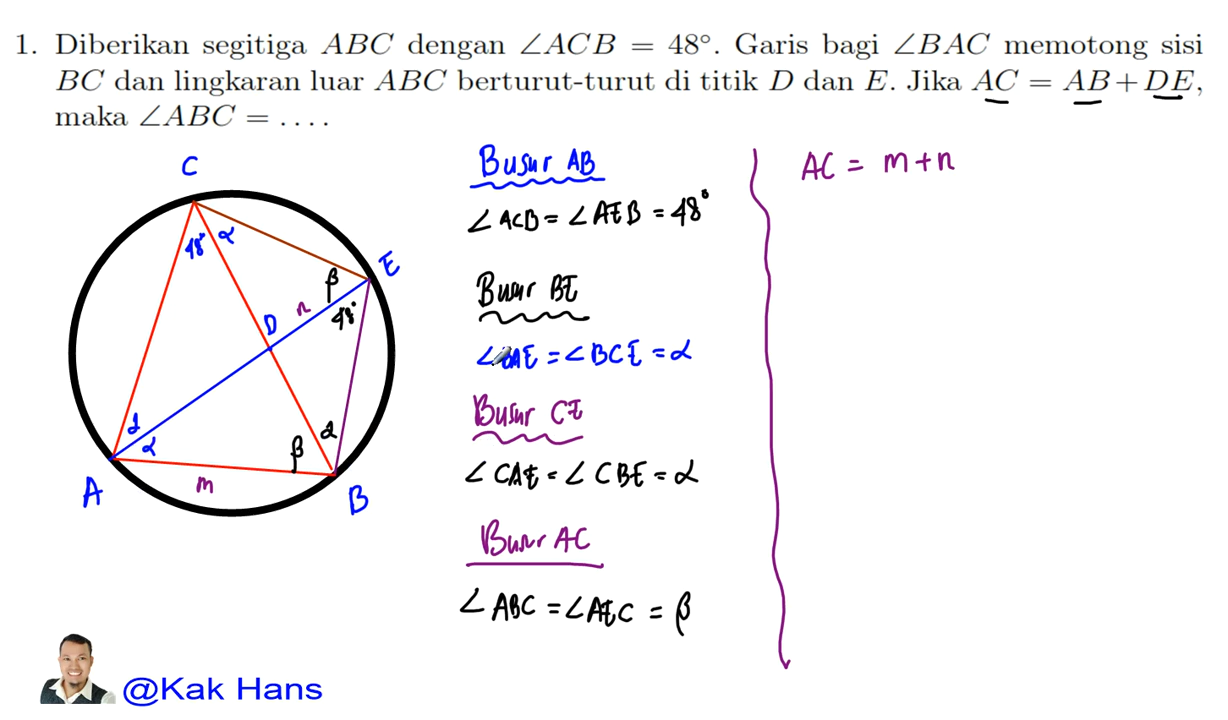 1. Diberikan segitiga ABC dengan ∠ACB = 48°. Garis bagi ∠BAC memotong sisi
BC dan lingkaran luar ABC berturut-turut di titik D dan E. Jika AC = AB + DE,
maka ∠ABC = . . . .
C
48°
α
E
β
n
48°
D
α
α
α
β
m
A
B
Busur AB
∠ACB = ∠AEB = 48°
Busur BE
∠BAE = ∠BCE = α
Busur CE
∠CAE = ∠CBE = α
Busur AC
∠ABC = ∠AEC = β
AC = m + n
@Kak Hans